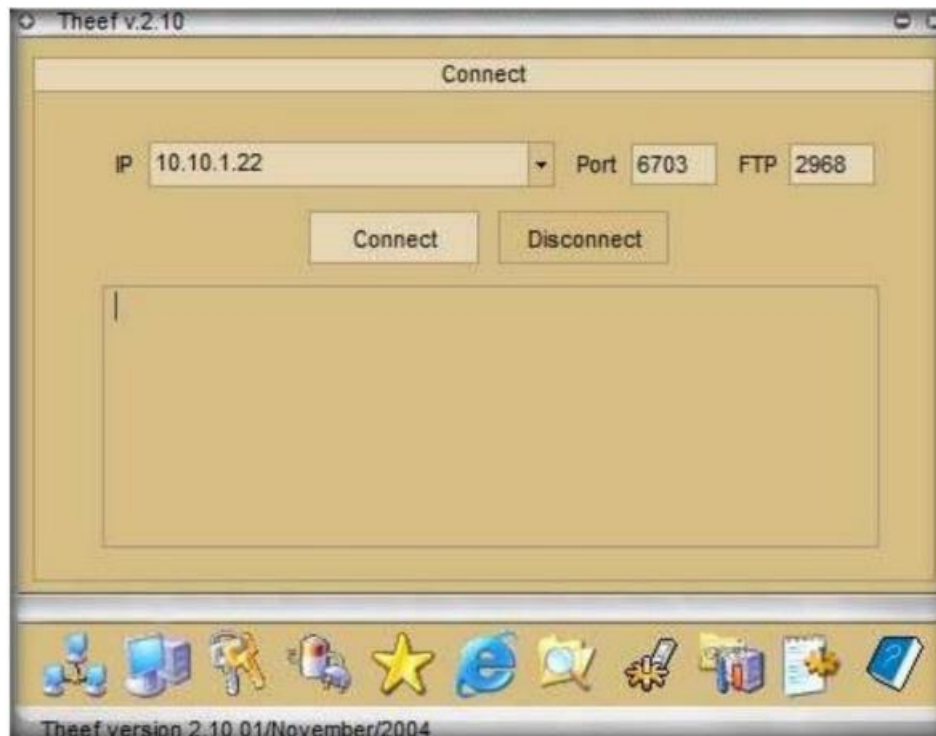 Theef v.2.10
Connect
IP 10.10.1.22 Port 6703 FTP 2968
Connect Disconnect
Theef version 2.10 01/November/2004